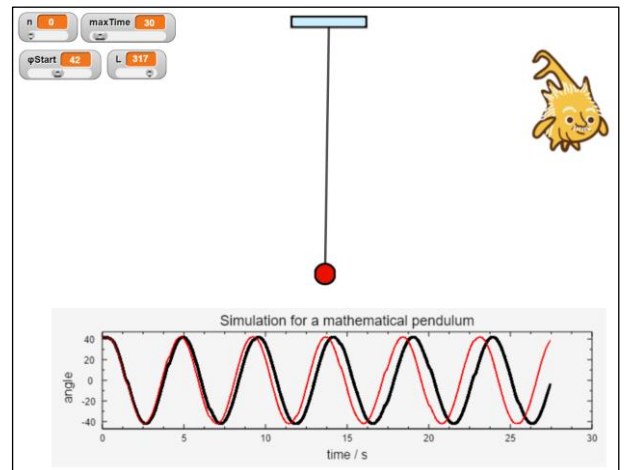 n 0 maxTime 30
φStart 42 L 317
Simulation for a mathematical pendulum
angle
40
20
0
-20
-40
0 5 10 15 20 25 30
time / s